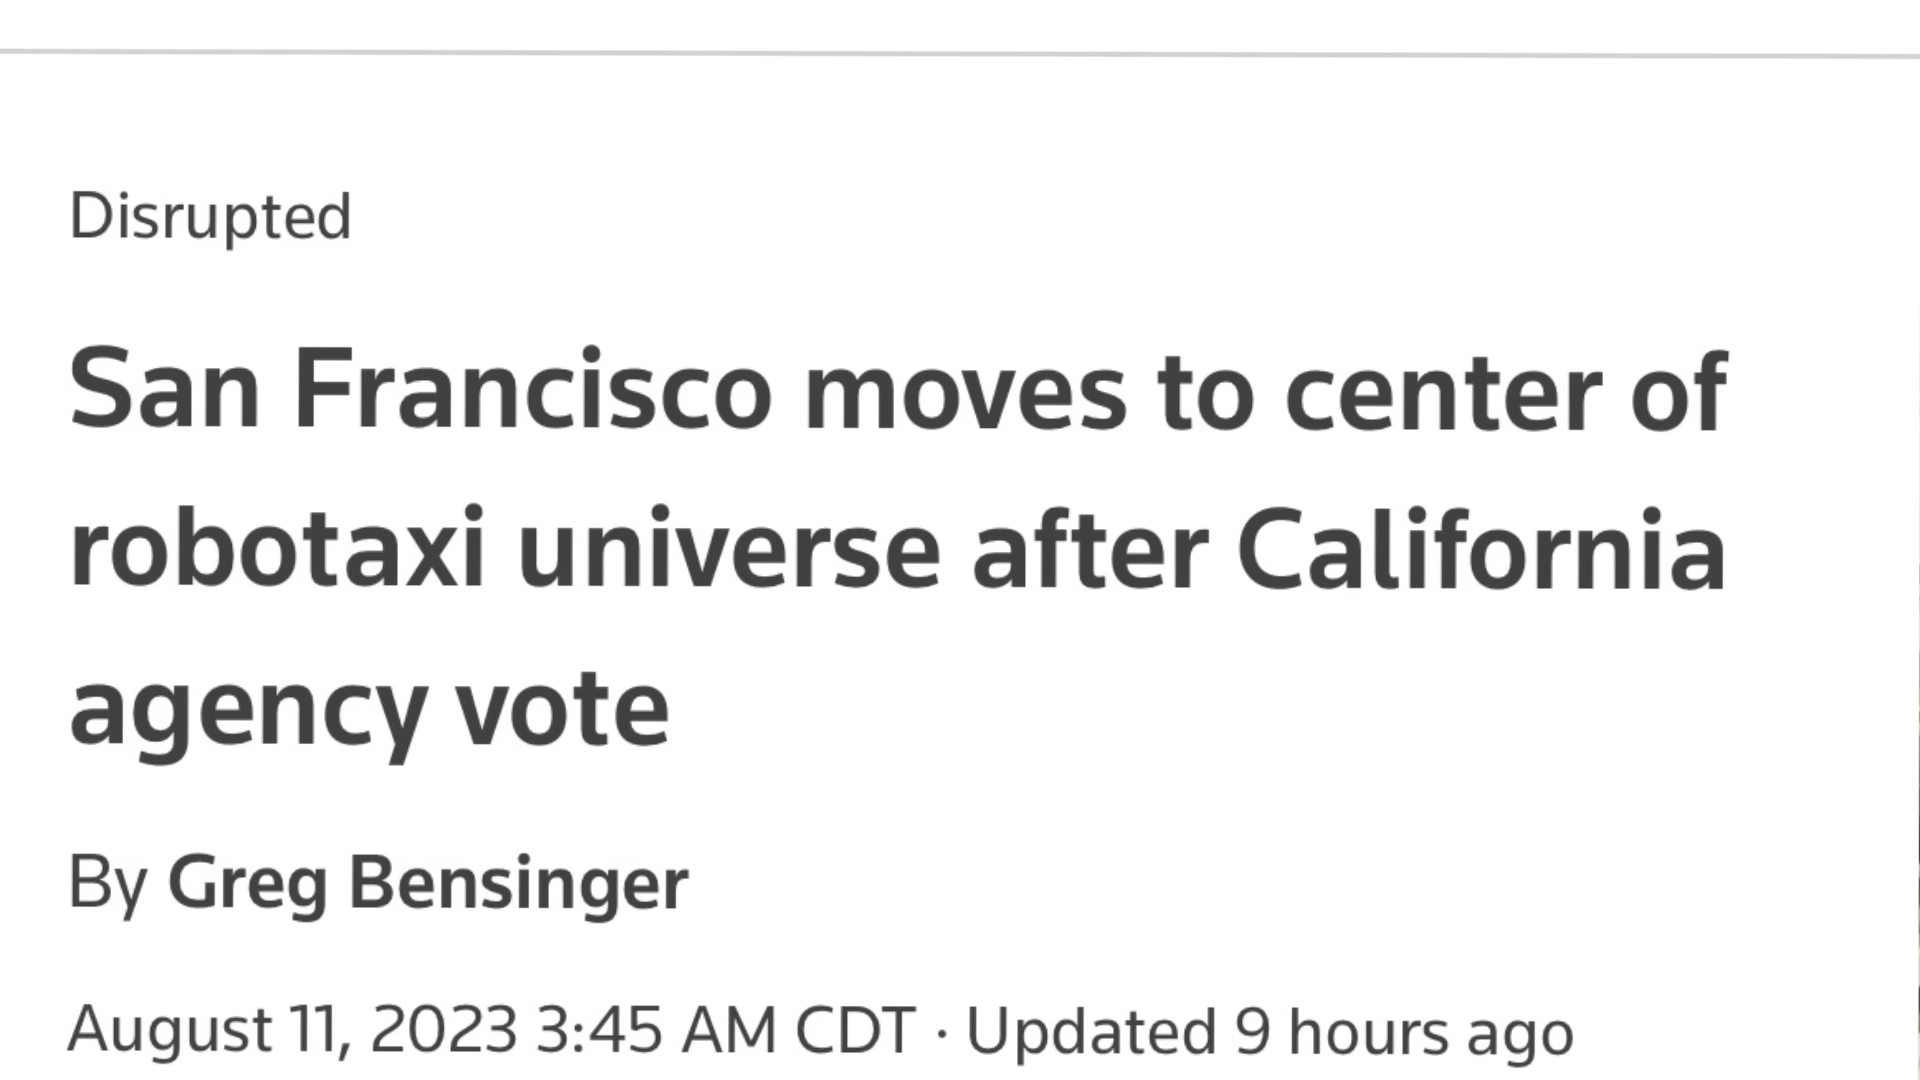 Disrupted
San Francisco moves to center of
robotaxi universe after California
agency vote
By Greg Bensinger
August 11, 2023 3:45 AM CDT · Updated 9 hours ago